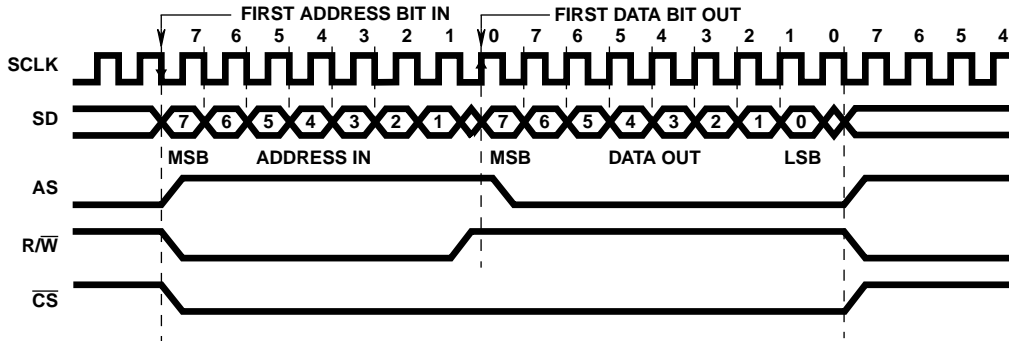 FIRST ADDRESS BIT IN FIRST DATA BIT OUT
7 6 5 4 3 2 1 0 7 6 5 4 3 2 1 0 7 6 5 4
SCLK
SD 7 6 5 4 3 2 1 7 6 5 4 3 2 1 0
MSB ADDRESS IN MSB DATA OUT LSB
AS
R/W̅
C̅S̅